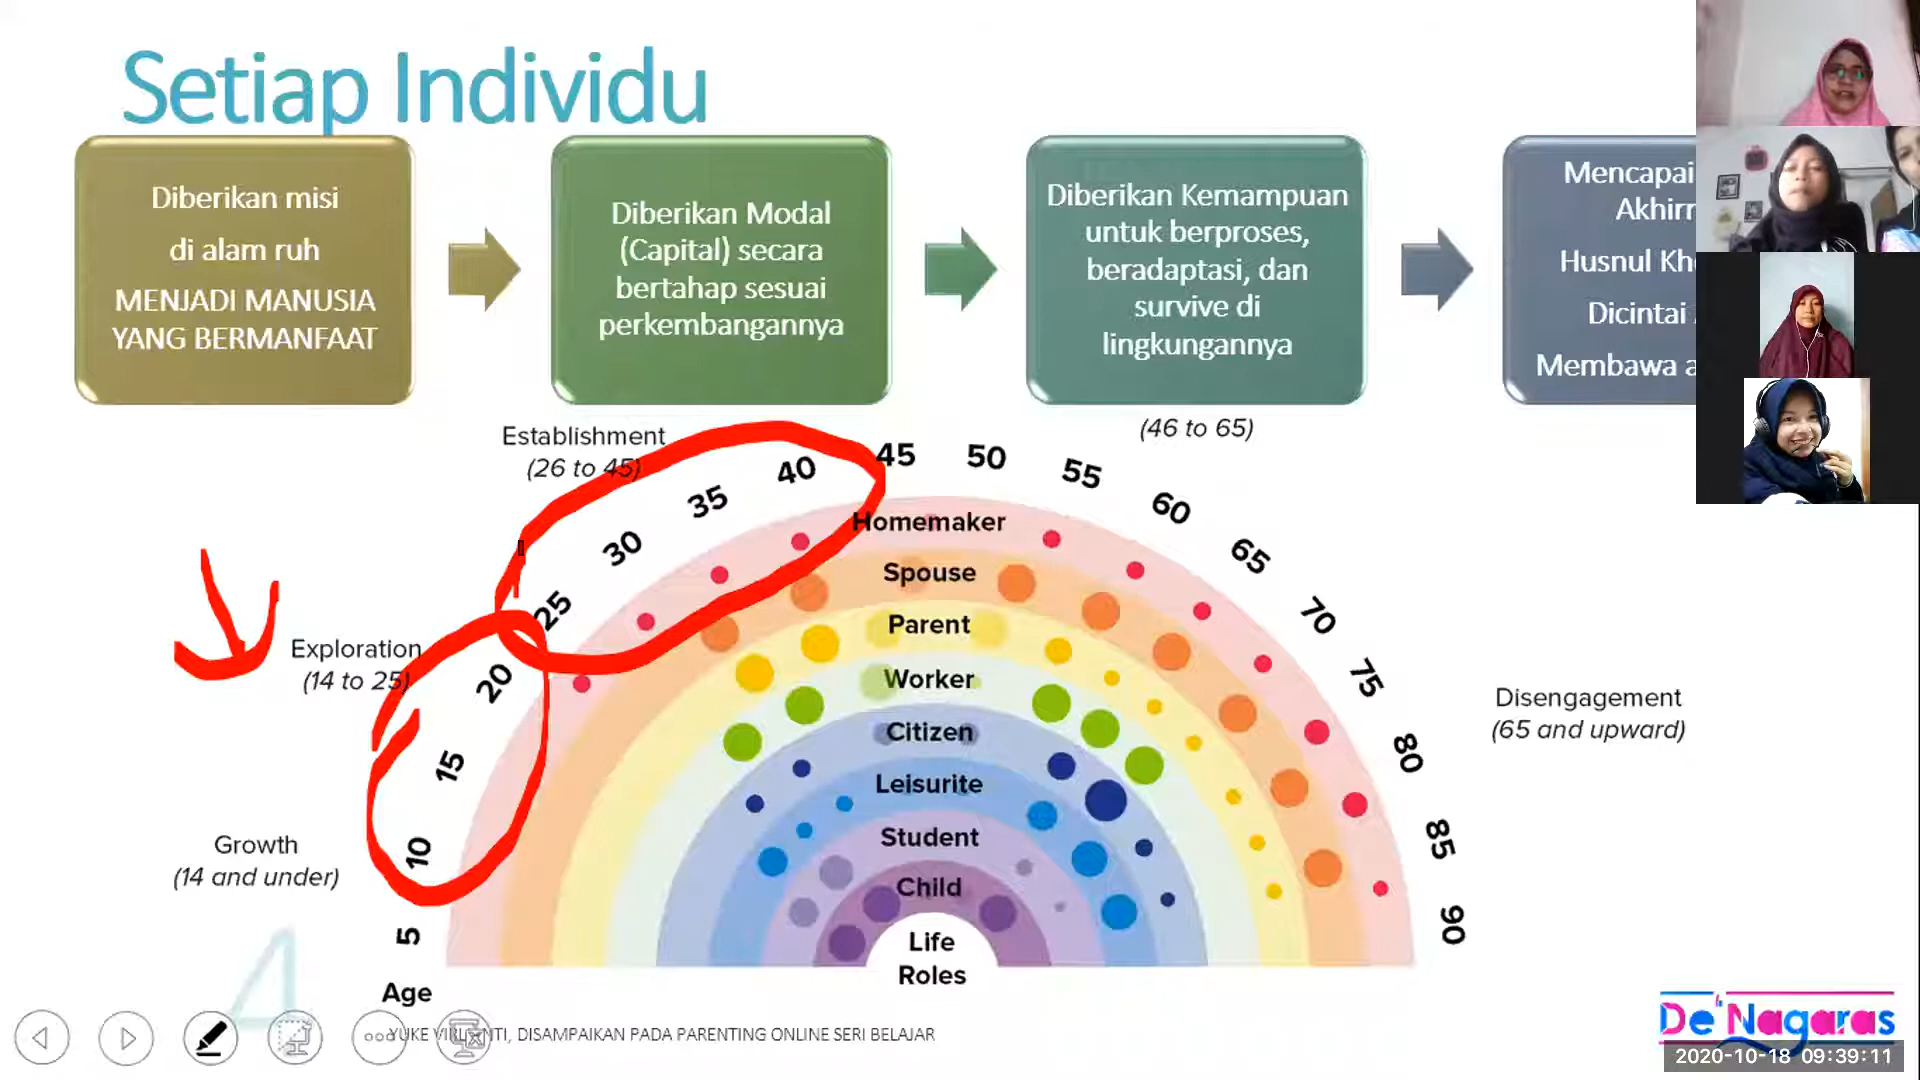 Setiap Individu
Diberikan misi
di alam ruh
MENJADI MANUSIA
YANG BERMANFAAT
Diberikan Modal
(Capital) secara
bertahap sesuai
perkembangannya
Diberikan Kemampuan
untuk berproses,
beradaptasi, dan
survive di
lingkungannya
Mencapai
Husnul
Dicintai
Membawa
Establishment
(26 to 45)
(46 to 65)
Exploration
(14 to 25)
Growth
(14 and under)
Disengagement
(65 and upward)
5
10
15
20
25
30
35
40
45
50
55
60
65
70
75
80
85
90
Age
Homemaker
Spouse
Parent
Worker
Citizen
Leisurite
Student
Child
Life
Roles
4
YUKE DISAMPAIKAN PADA PARENTING ONLINE SERI BELAJAR
De'Nagaras
2020-10-18 09:39:11